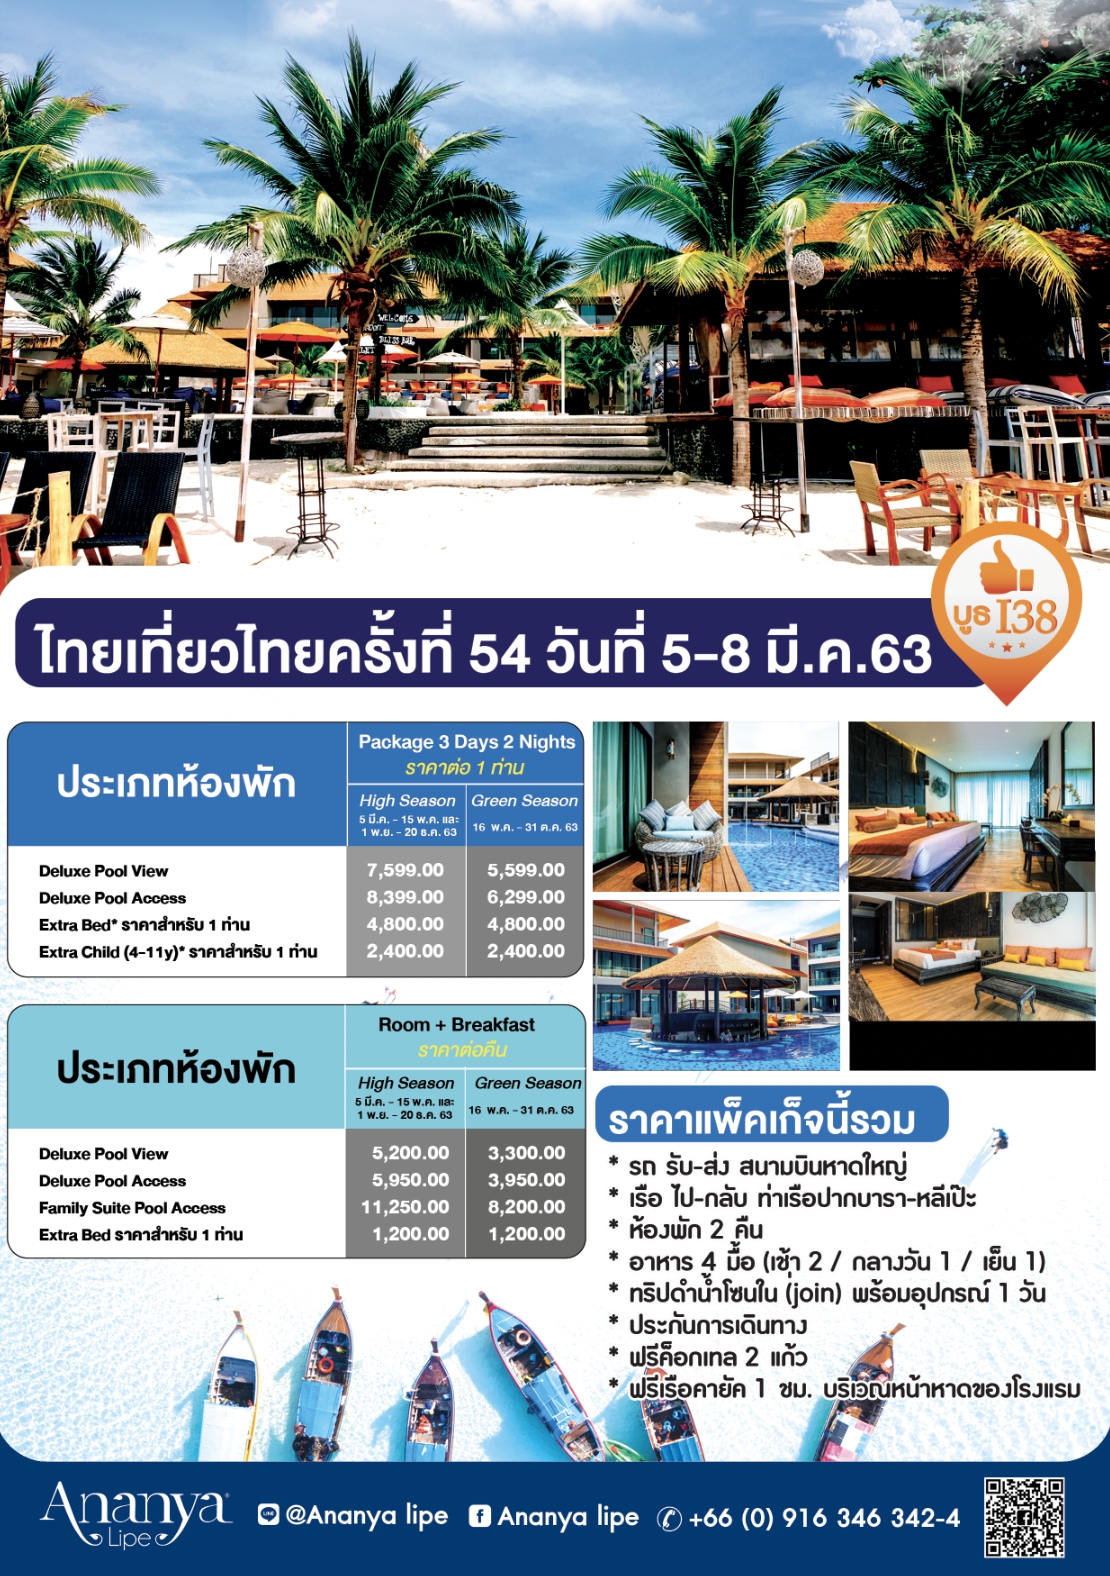 WELCOME
BLISS BAR
บูธ I38
ไทยเที่ยวไทยครั้งที่ 54 วันที่ 5-8 มี.ค.63
ประเภทห้องพัก
Package 3 Days 2 Nights
ราคาต่อ 1 ท่าน
High Season Green Season
5 มี.ค. - 15 พ.ค. และ
1 พ.ย. - 20 ธ.ค. 63
16 พ.ค. - 31 ต.ค. 63
Deluxe Pool View 7,599.00 5,599.00
Deluxe Pool Access 8,399.00 6,299.00
Extra Bed* ราคาสำหรับ 1 ท่าน 4,800.00 4,800.00
Extra Child (4-11y)* ราคาสำหรับ 1 ท่าน 2,400.00 2,400.00
ประเภทห้องพัก
Room + Breakfast
ราคาต่อคืน
High Season Green Season
5 มี.ค. - 15 พ.ค. และ
1 พ.ย. - 20 ธ.ค. 63
16 พ.ค. - 31 ต.ค. 63
Deluxe Pool View 5,200.00 3,300.00
Deluxe Pool Access 5,950.00 3,950.00
Family Suite Pool Access 11,250.00 8,200.00
Extra Bed ราคาสำหรับ 1 ท่าน 1,200.00 1,200.00
ราคาแพ็คเก็จนี้รวม
* รถ รับ-ส่ง สนามบินหาดใหญ่
* เรือ ไป-กลับ ท่าเรือปากบารา-หลีเป๊ะ
* ห้องพัก 2 คืน
* อาหาร 4 มื้อ (เช้า 2 / กลางวัน 1 / เย็น 1)
* ทริปดำน้ำโซนใน (join) พร้อมอุปกรณ์ 1 วัน
* ประกันการเดินทาง
* ฟรีค็อกเทล 2 แก้ว
* ฟรีเรือคายัค 1 ชม. บริเวณหน้าหาดของโรงแรม
Ananya
Lipe
LINE @Ananya lipe
f Ananya lipe
+66 (0) 916 346 342-4